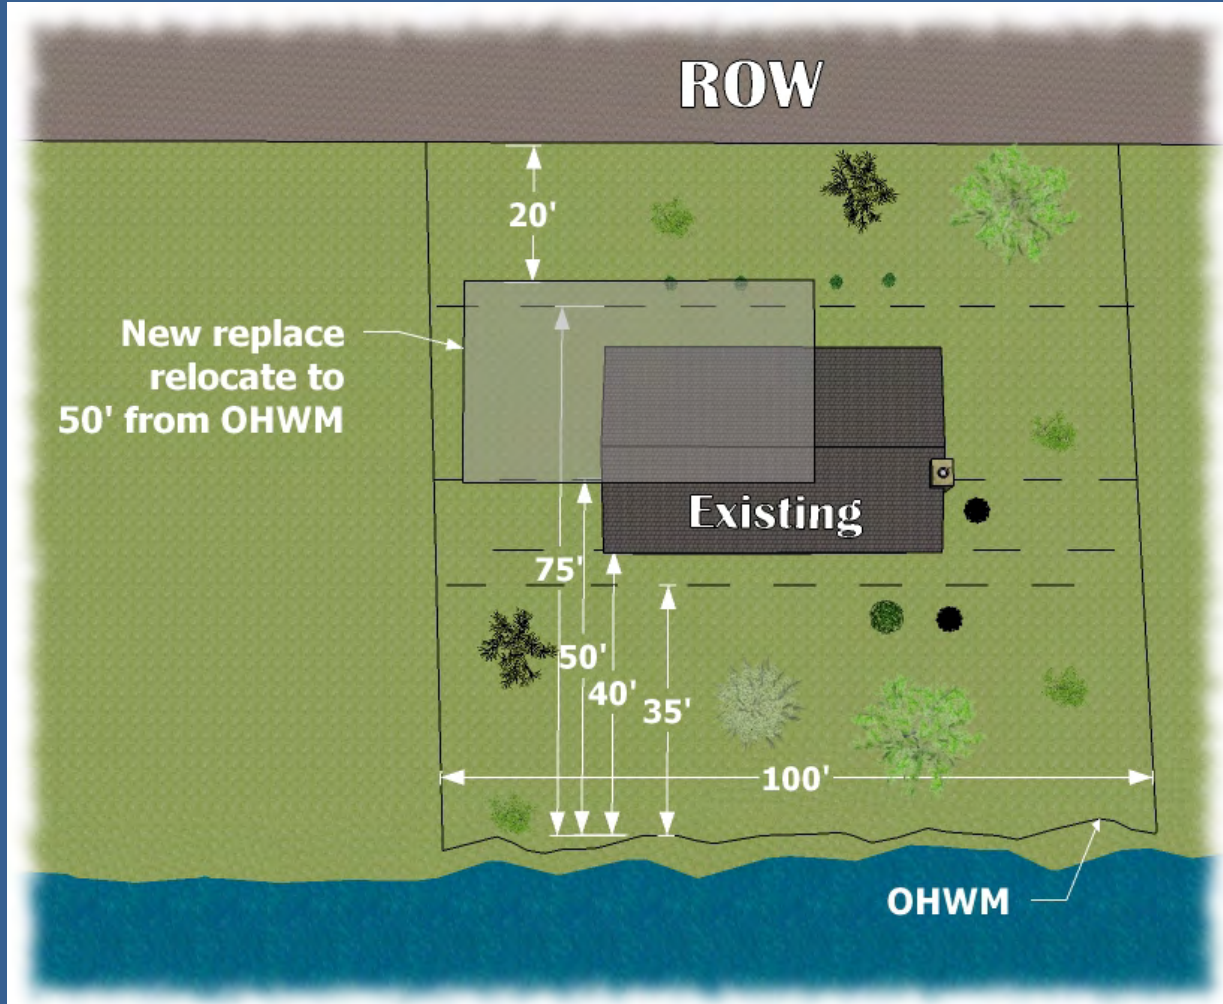 ROW
20'
New replace
relocate to
50' from OHWM
Existing
75'
50'
40'
35'
100'
OHWM